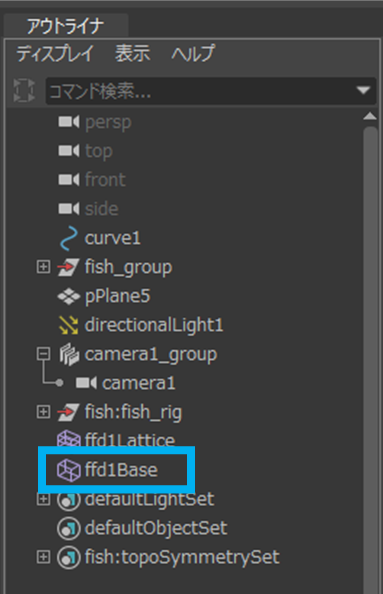 アウトライナ
ディスプレイ 表示 ヘルプ
コマンド検索...
persp
top
front
side
curve1
fish_group
pPlane5
directionalLight1
camera1_group
camera1
fish:fish_rig
ffd1Lattice
ffd1Base
defaultLightSet
defaultObjectSet
fish:topoSymmetrySet